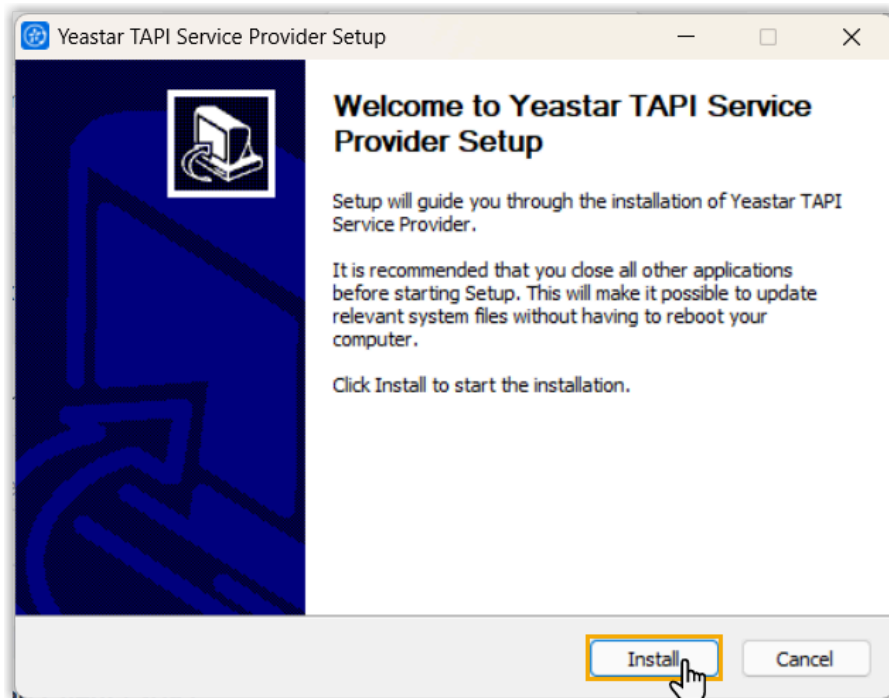 Yeastar TAPI Service Provider Setup
Welcome to Yeastar TAPI Service
Provider Setup
Setup will guide you through the installation of Yeastar TAPI
Service Provider.
It is recommended that you close all other applications
before starting Setup. This will make it possible to update
relevant system files without having to reboot your
computer.
Click Install to start the installation.
Install
Cancel